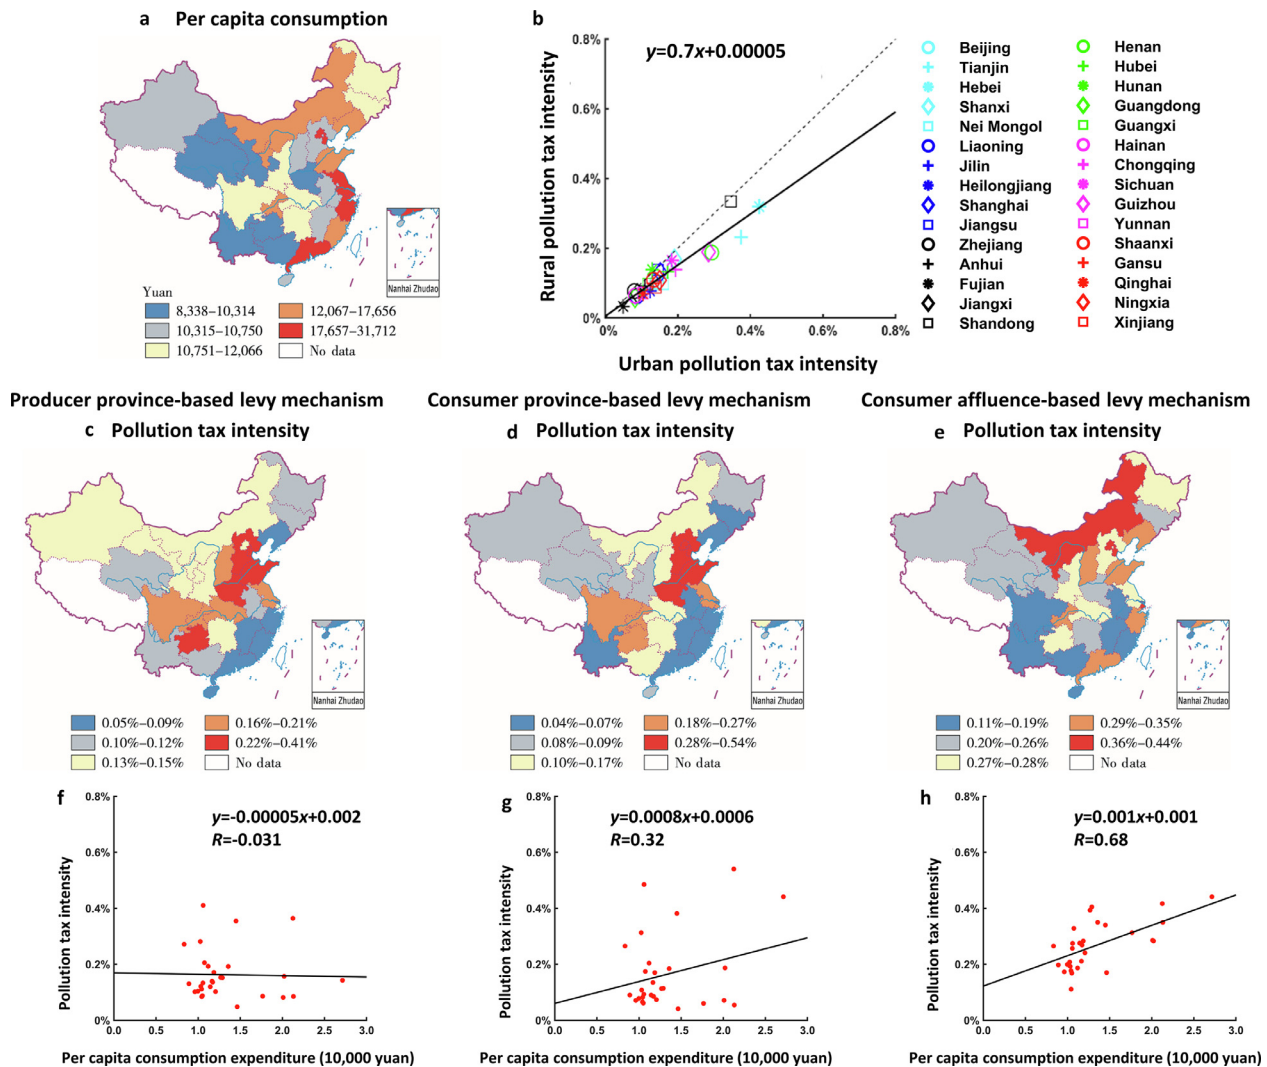 a Per capita consumption
Nanhai Zhudao
Yuan
8,338–10,314
12,067–17,656
10,315–10,750
17,657–31,712
10,751–12,066
No data
b
y=0.7x+0.00005
Rural pollution tax intensity
0.8%
0.6%
0.4%
0.2%
0%
0%
0.2%
0.4%
0.6%
0.8%
Urban pollution tax intensity
Beijing
Tianjin
Hebei
Shanxi
Nei Mongol
Liaoning
Jilin
Heilongjiang
Shanghai
Jiangsu
Zhejiang
Anhui
Fujian
Jiangxi
Shandong
Henan
Hubei
Hunan
Guangdong
Guangxi
Hainan
Chongqing
Sichuan
Guizhou
Yunnan
Shaanxi
Gansu
Qinghai
Ningxia
Xinjiang
Producer province-based levy mechanism
c Pollution tax intensity
Nanhai Zhudao
0.05%–0.09%
0.16%–0.21%
0.10%–0.12%
0.22%–0.41%
0.13%–0.15%
No data
Consumer province-based levy mechanism
d Pollution tax intensity
Nanhai Zhudao
0.04%–0.07%
0.18%–0.27%
0.08%–0.09%
0.28%–0.54%
0.10%–0.17%
No data
Consumer affluence-based levy mechanism
e Pollution tax intensity
Nanhai Zhudao
0.11%–0.19%
0.29%–0.35%
0.20%–0.26%
0.36%–0.44%
0.27%–0.28%
No data
f
y=-0.00005x+0.002
R=-0.031
Pollution tax intensity
0.8%
0.6%
0.4%
0.2%
0%
0.0
0.5
1.0
1.5
2.0
2.5
3.0
Per capita consumption expenditure (10,000 yuan)
g
y=0.0008x+0.0006
R=0.32
Pollution tax intensity
0.8%
0.6%
0.4%
0.2%
0%
0.0
0.5
1.0
1.5
2.0
2.5
3.0
Per capita consumption expenditure (10,000 yuan)
h
y=0.001x+0.001
R=0.68
Pollution tax intensity
0.8%
0.6%
0.4%
0.2%
0%
0.0
0.5
1.0
1.5
2.0
2.5
3.0
Per capita consumption expenditure (10,000 yuan)